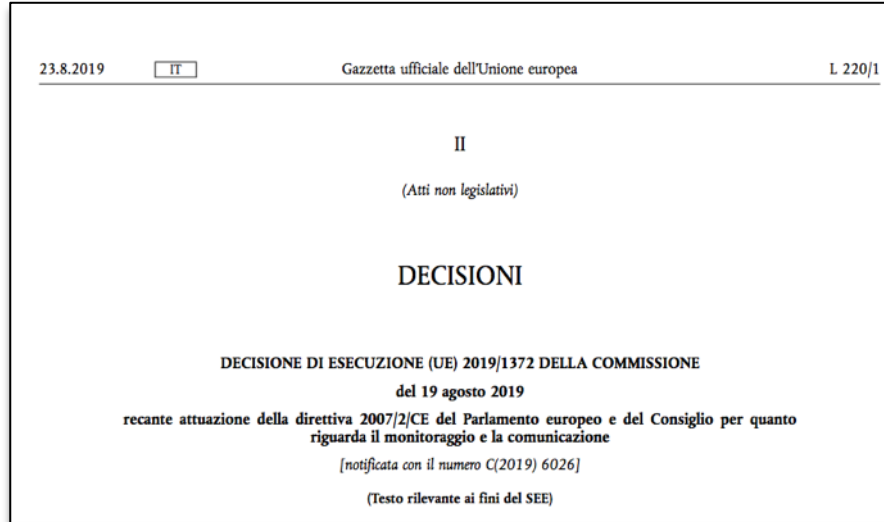 23.8.2019 IT Gazzetta ufficiale dell'Unione europea L 220/1
II
(Atti non legislativi)
DECISIONI
DECISIONE DI ESECUZIONE (UE) 2019/1372 DELLA COMMISSIONE
del 19 agosto 2019
recante attuazione della direttiva 2007/2/CE del Parlamento europeo e del Consiglio per quanto
riguarda il monitoraggio e la comunicazione
[notificata con il numero C(2019) 6026]
(Testo rilevante ai fini del SEE)